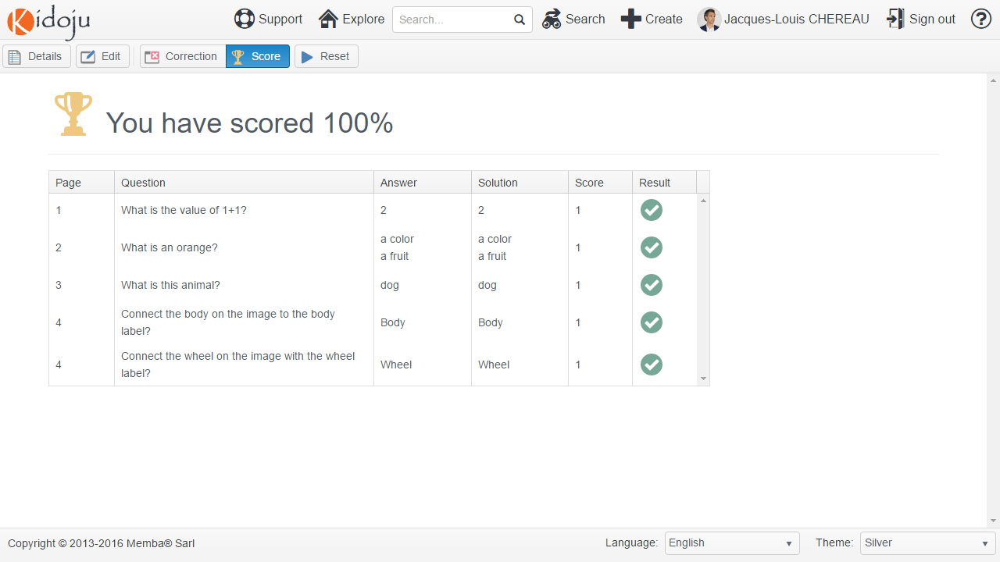 Kidoju Support Explore Search... Search Create Jacques-Louis CHEREAU Sign out ?
Details Edit Correction Score Reset
You have scored 100%
Page Question Answer Solution Score Result
1 What is the value of 1+1? 2 2 1
2 What is an orange? a color a color 1
a fruit a fruit
3 What is this animal? dog dog 1
4 Connect the body on the image to the body Body Body 1
label?
4 Connect the wheel on the image with the wheel Wheel Wheel 1
label?
Copyright © 2013-2016 Memba® Sarl Language: English Theme: Silver